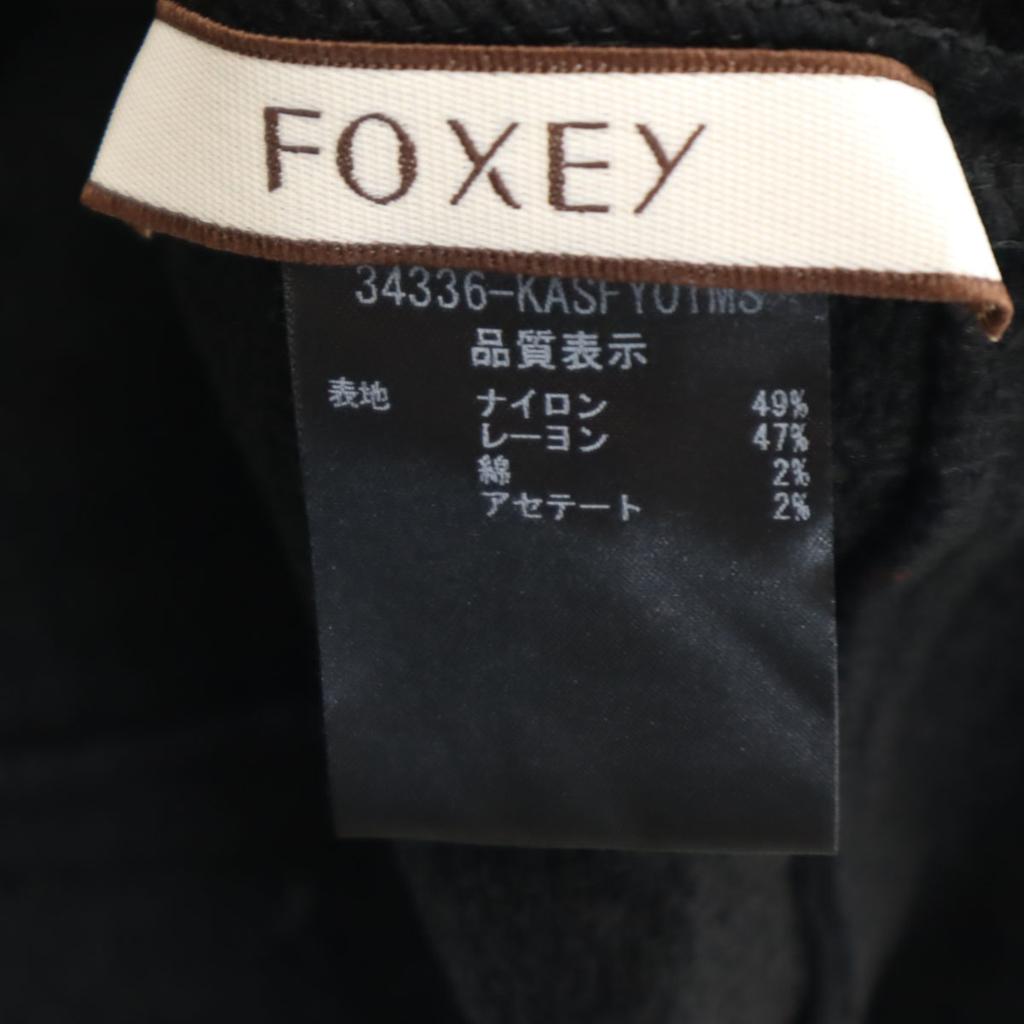 FOXEY
34336-KASFY01MS
品質表示
表地 ナイロン 49%
レーヨン 47%
綿 2%
アセテート 2%